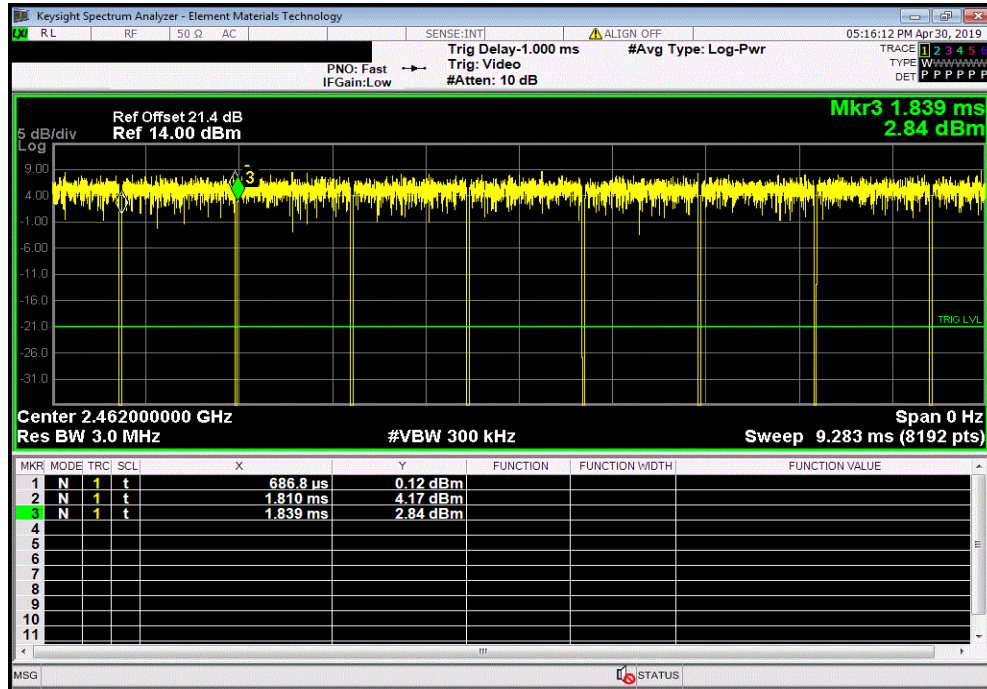 Keysight Spectrum Analyzer - Element Materials Technology
LXI RL RF 50 Ω AC SENSE:INT ALIGN OFF 05:16:12 PM Apr 30, 2019
PNO: Fast
IFGain:Low
Trig Delay-1.000 ms
Trig: Video
#Atten: 10 dB
#Avg Type: Log-Pwr
TRACE 1 2 3 4 5 6
TYPE WWWWWW
DET P P P P P P
Mkr3 1.839 ms
2.84 dBm
Ref Offset 21.4 dB
5 dB/div Ref 14.00 dBm
Log
9.00
4.00
-1.00
-6.00
-11.0
-16.0
-21.0
-26.0
-31.0
3
TRIG LVL
Center 2.462000000 GHz Span 0 Hz
Res BW 3.0 MHz #VBW 300 kHz Sweep 9.283 ms (8192 pts)
MKR MODE TRC SCL X Y FUNCTION FUNCTION WIDTH FUNCTION VALUE
1 N 1 t 686.8 µs 0.12 dBm
2 N 1 t 1.810 ms 4.17 dBm
3 N 1 t 1.839 ms 2.84 dBm
4
5
6
7
8
9
10
11
MSG STATUS